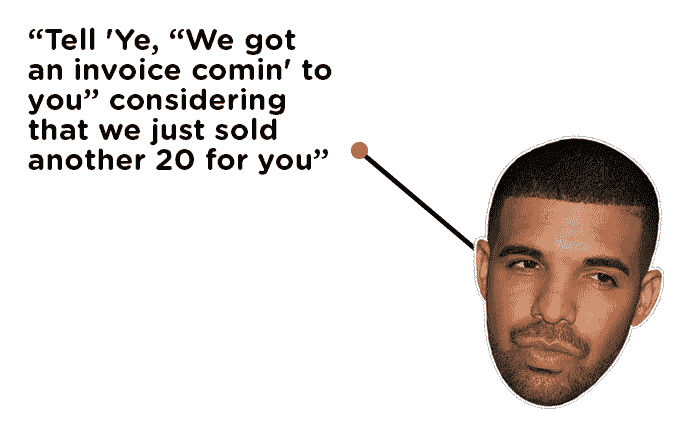 “Tell 'Ye, “We got
an invoice comin' to
you” considering
that we just sold
another 20 for you”